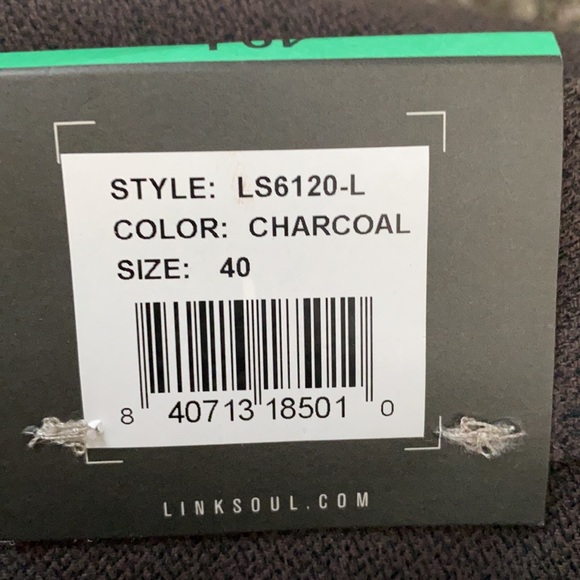 STYLE: LS6120-L
COLOR: CHARCOAL
SIZE: 40
8 40713 18501 0
LINKSOUL.COM